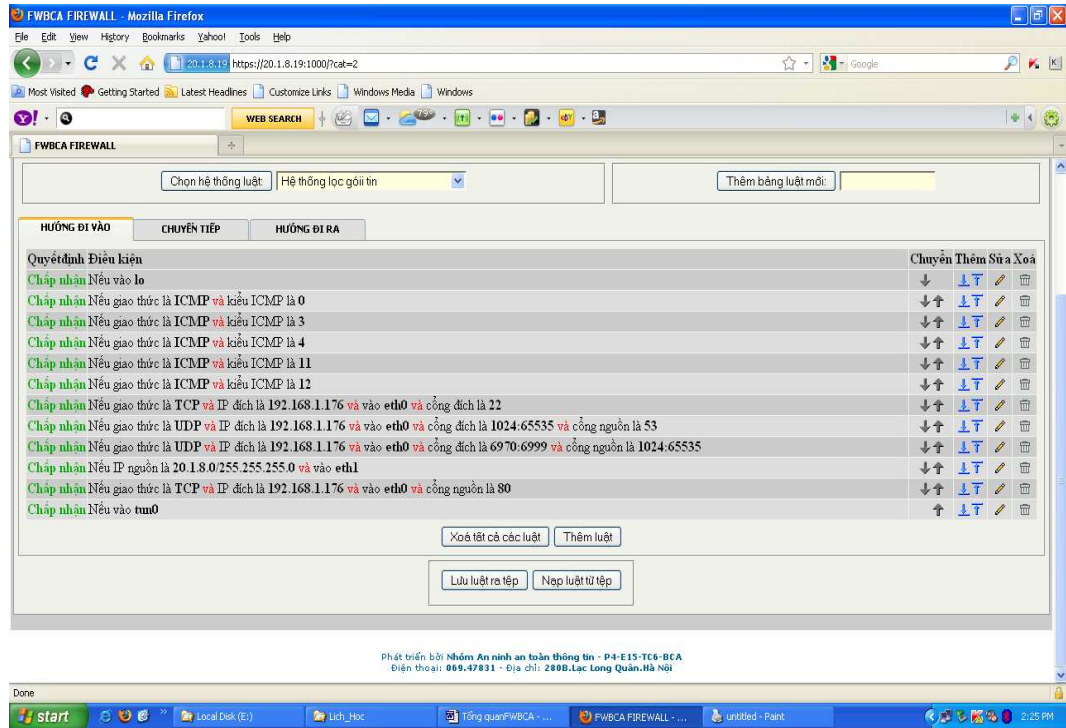 FWBCA FIREWALL - Mozilla Firefox
File Edit View History Bookmarks Yahoo! Tools Help
20.1.8.19 https://20.1.8.19:1000/?cat=2
Google
Most Visited Getting Started Latest Headlines Customize Links Windows Media Windows
WEB SEARCH
FWBCA FIREWALL
Chọn hệ thống luật: Hệ thống lọc góii tin Thêm bảng luật mới:
HƯỚNG ĐI VÀO CHUYỂN TIẾP HƯỚNG ĐI RA
Quyếtđịnh Điều kiện Chuyển Thêm Sửa Xoá
Chấp nhận Nếu vào lo
Chấp nhận Nếu giao thức là ICMP và kiểu ICMP là 0
Chấp nhận Nếu giao thức là ICMP và kiểu ICMP là 3
Chấp nhận Nếu giao thức là ICMP và kiểu ICMP là 4
Chấp nhận Nếu giao thức là ICMP và kiểu ICMP là 11
Chấp nhận Nếu giao thức là ICMP và kiểu ICMP là 12
Chấp nhận Nếu giao thức là TCP và IP đích là 192.168.1.176 và vào eth0 và cổng đích là 22
Chấp nhận Nếu giao thức là UDP và IP đích là 192.168.1.176 và vào eth0 và cổng đích là 1024:65535 và cổng nguồn là 53
Chấp nhận Nếu giao thức là UDP và IP đích là 192.168.1.176 và vào eth0 và cổng đích là 6970:6999 và cổng nguồn là 1024:65535
Chấp nhận Nếu IP nguồn là 20.1.8.0/255.255.255.0 và vào eth1
Chấp nhận Nếu giao thức là TCP và IP đích là 192.168.1.176 và vào eth0 và cổng nguồn là 80
Chấp nhận Nếu vào tun0
Xoá tất cả các luật Thêm luật
Lưu luật ra tệp Nạp luật từ tệp
Phát triển bởi Nhóm An ninh an toàn thông tin - P4-E15-TC6-BCA
Điện thoại: 069.47831 - Địa chỉ: 280B.Lạc Long Quân.Hà Nội
Done
start Local Disk (E:) Lich_Hoc Tổng quanFWBCA - ... FWBCA FIREWALL - ... untitled - Paint 2:25 PM